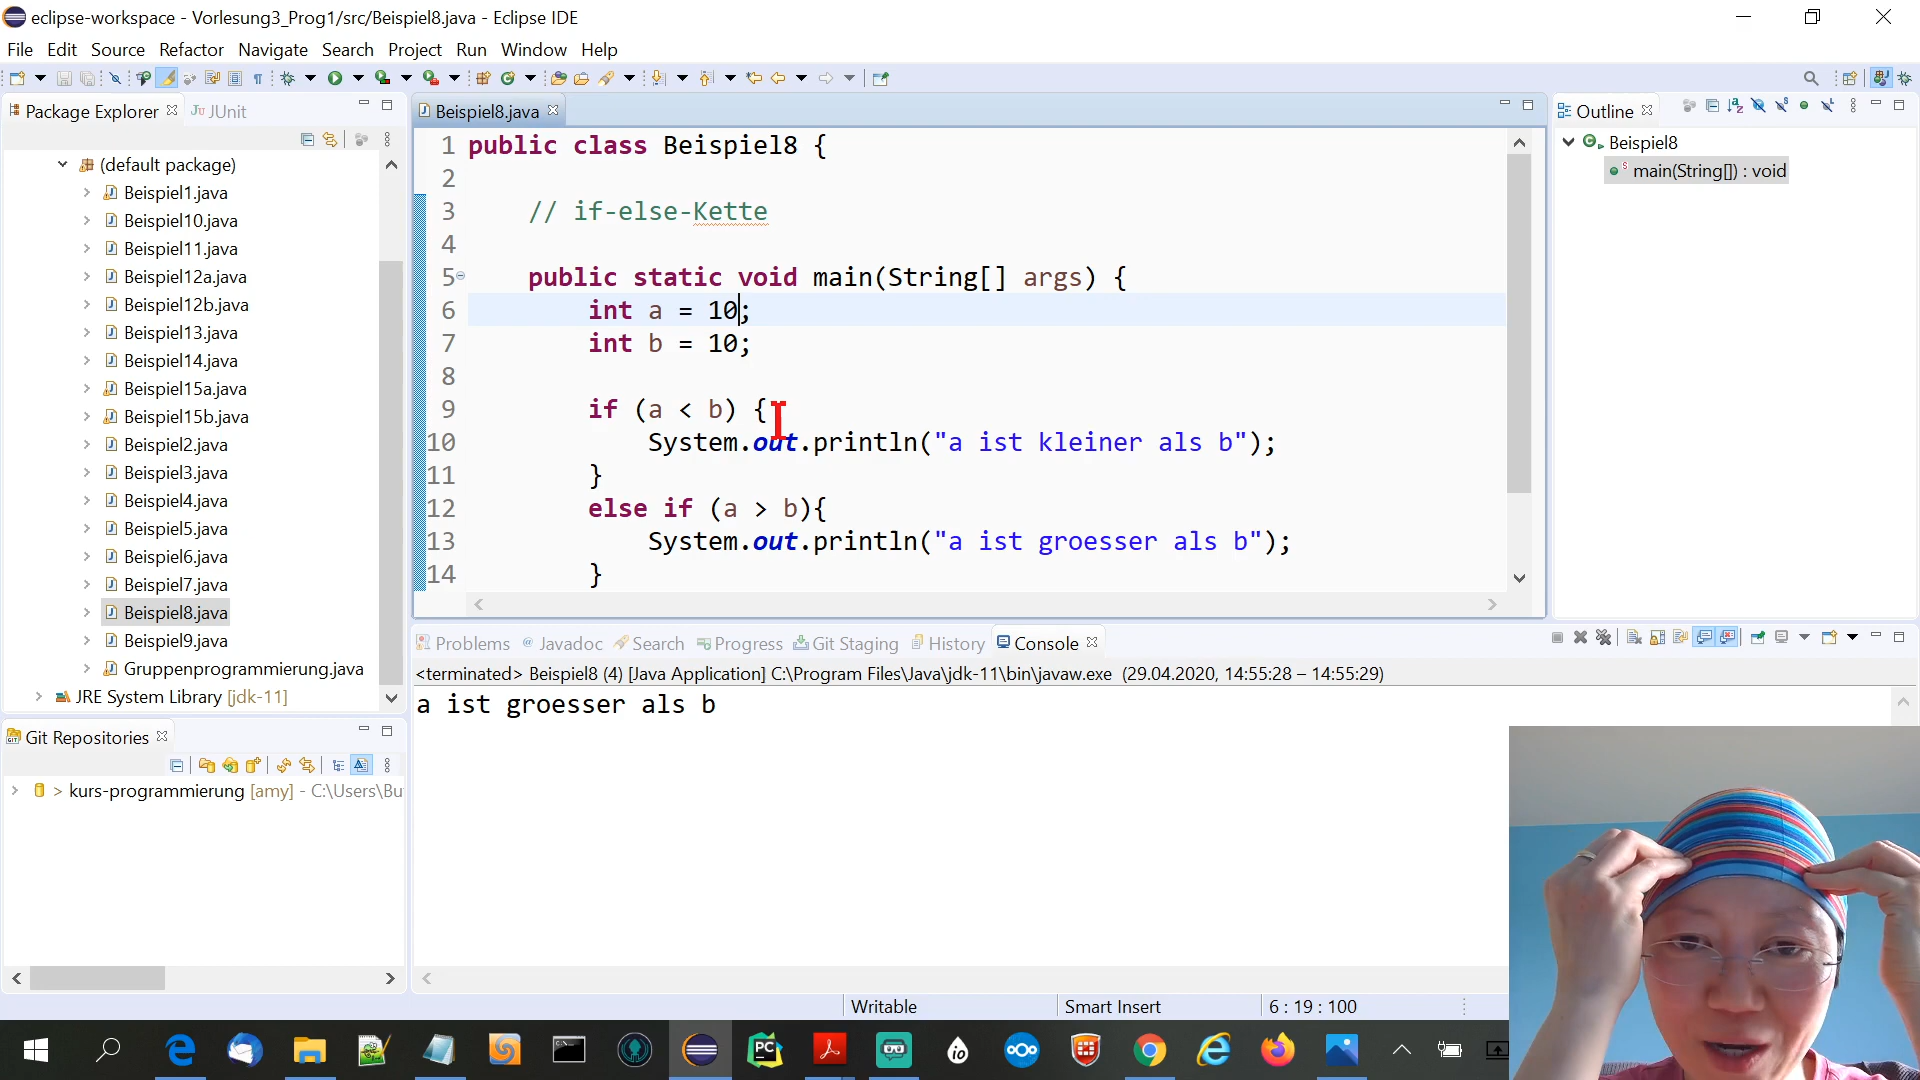 eclipse-workspace - Vorlesung3_Prog1/src/Beispiel8.java - Eclipse IDE
File Edit Source Refactor Navigate Search Project Run Window Help
Package Explorer JUnit
(default package)
Beispiel1.java
Beispiel10.java
Beispiel11.java
Beispiel12a.java
Beispiel12b.java
Beispiel13.java
Beispiel14.java
Beispiel15a.java
Beispiel15b.java
Beispiel2.java
Beispiel3.java
Beispiel4.java
Beispiel5.java
Beispiel6.java
Beispiel7.java
Beispiel8.java
Beispiel9.java
Gruppenprogrammierung.java
JRE System Library [jdk-11]
Git Repositories
> kurs-programmierung [amy] - C:\Users\Bu
Beispiel8.java
1 public class Beispiel8 {
2
3 // if-else-Kette
4
5 public static void main(String[] args) {
6 int a = 10;
7 int b = 10;
8
9 if (a < b) {
10 System.out.println("a ist kleiner als b");
11 }
12 else if (a > b){
13 System.out.println("a ist groesser als b");
14 }
Outline
Beispiel8
main(String[]) : void
Problems Javadoc Search Progress Git Staging History Console
<terminated> Beispiel8 (4) [Java Application] C:\Program Files\Java\jdk-11\bin\javaw.exe (29.04.2020, 14:55:28 – 14:55:29)
a ist groesser als b
Writable Smart Insert 6 : 19 : 100